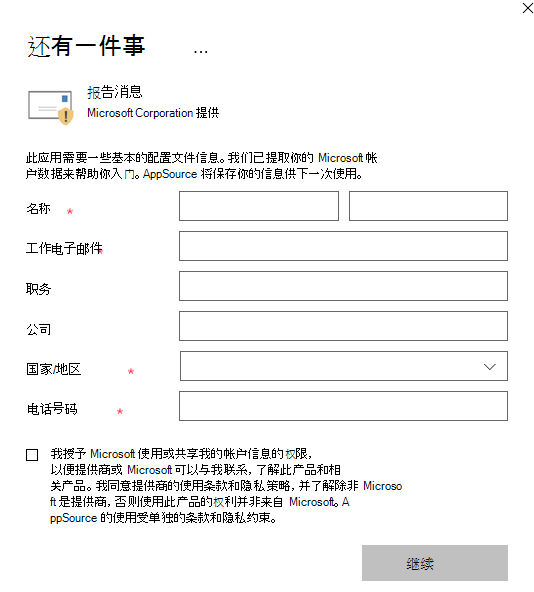 还有一件事 ...
报告消息
Microsoft Corporation 提供
此应用需要一些基本的配置文件信息。我们已提取你的 Microsoft 帐
户数据来帮助你入门。AppSource 将保存你的信息供下一次使用。
名称 *
工作电子邮件*
职务
公司
国家/地区 *
电话号码 *
我授予 Microsoft 使用或共享我的帐户信息的权限，
以便提供商或 Microsoft 可以与我联系，了解此产品和相
关产品。我同意提供商的使用条款和隐私策略，并了解除非 Microso
ft 是提供商，否则使用此产品的权利并非来自 Microsoft。A
ppSource 的使用受单独的条款和隐私约束。
继续